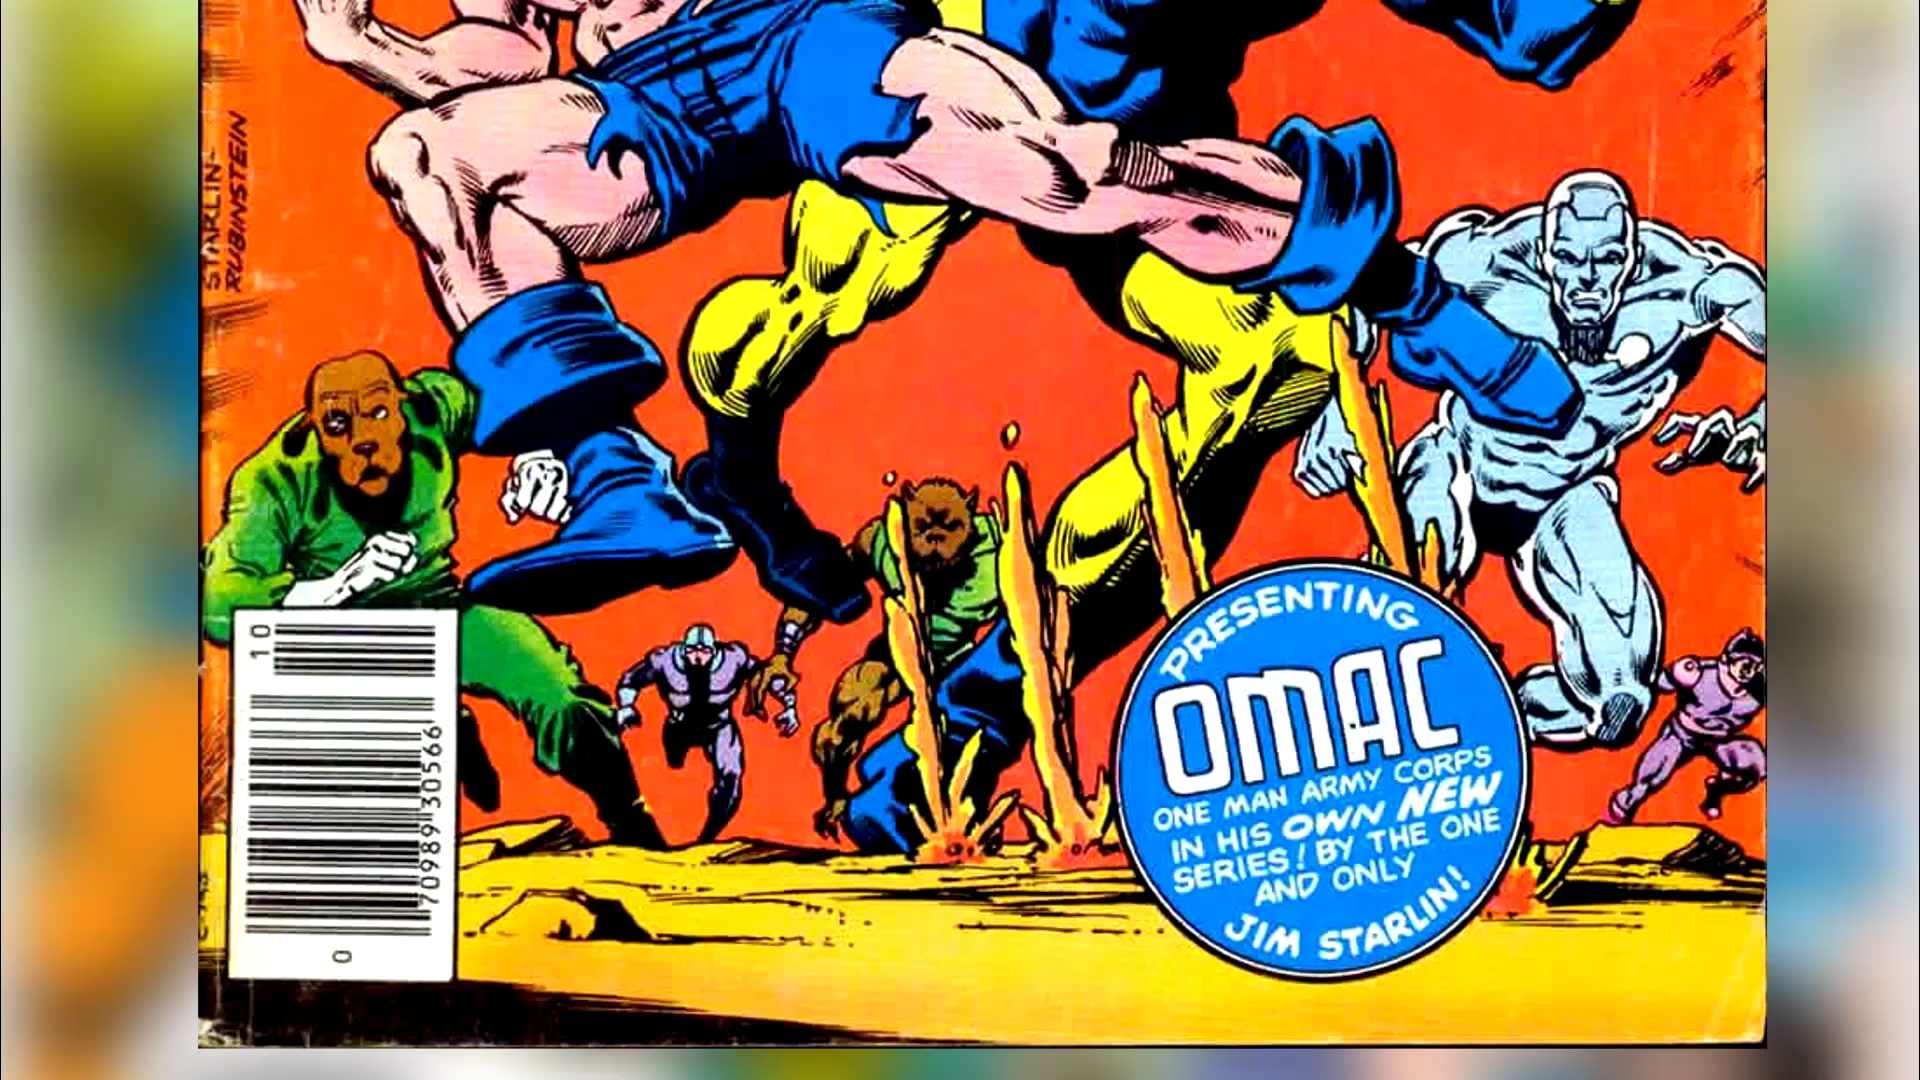 STARLIN-
RUBINSTEIN
10
70989 30566
0
PRESENTING
OMAC
ONE MAN ARMY CORPS
IN HIS OWN NEW
SERIES! BY THE ONE
AND ONLY
JIM STARLIN!